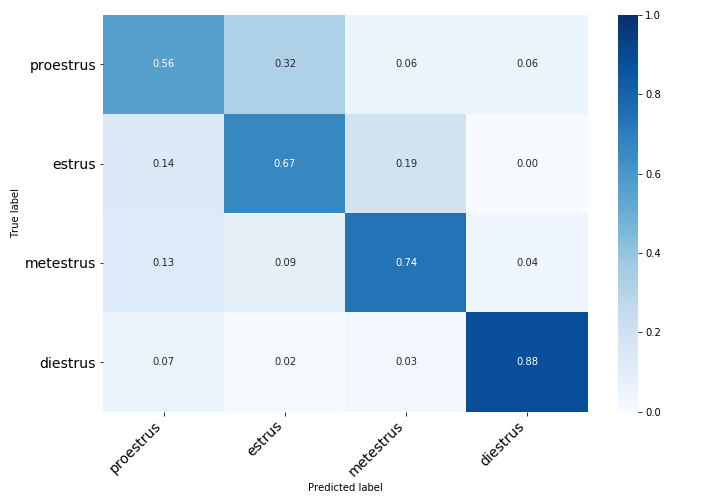 proestrus 0.56 0.32 0.06 0.06
estrus 0.14 0.67 0.19 0.00
metestrus 0.13 0.09 0.74 0.04
diestrus 0.07 0.02 0.03 0.88
True label
proestrus estrus metestrus diestrus
Predicted label
1.0
0.8
0.6
0.4
0.2
0.0